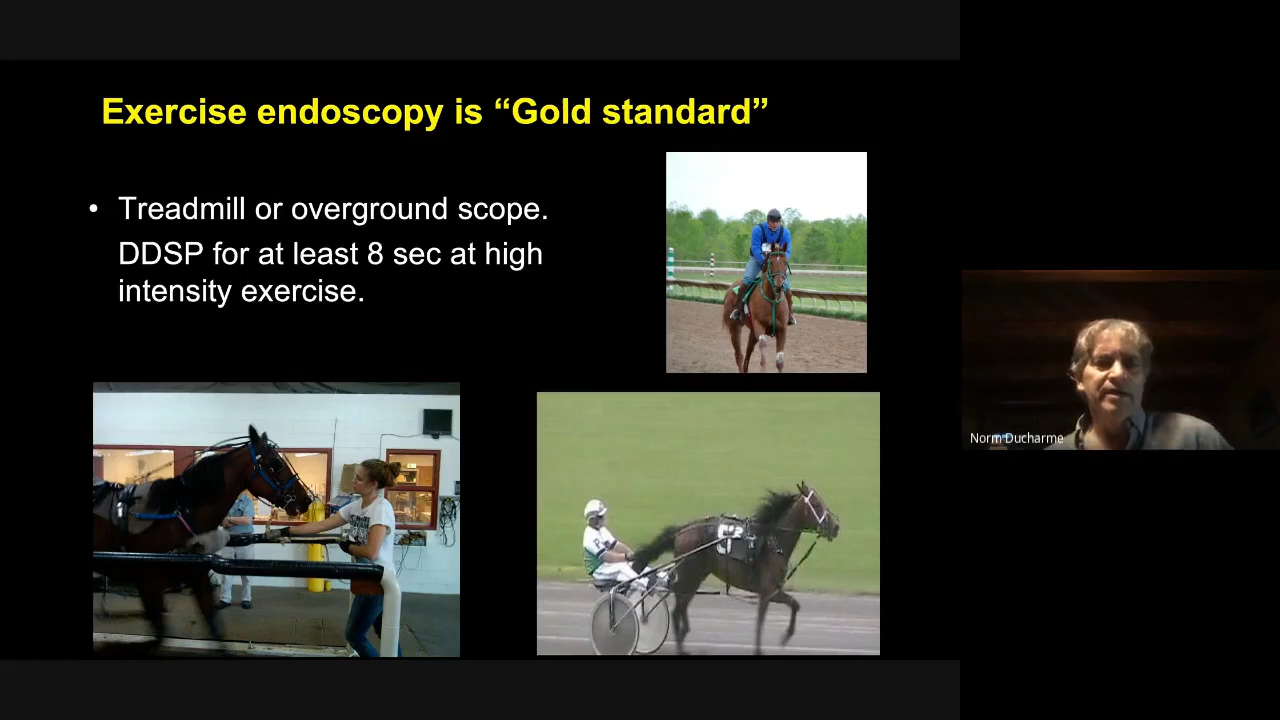 Exercise endoscopy is “Gold standard”
• Treadmill or overground scope.
DDSP for at least 8 sec at high
intensity exercise.
Norm Ducharme